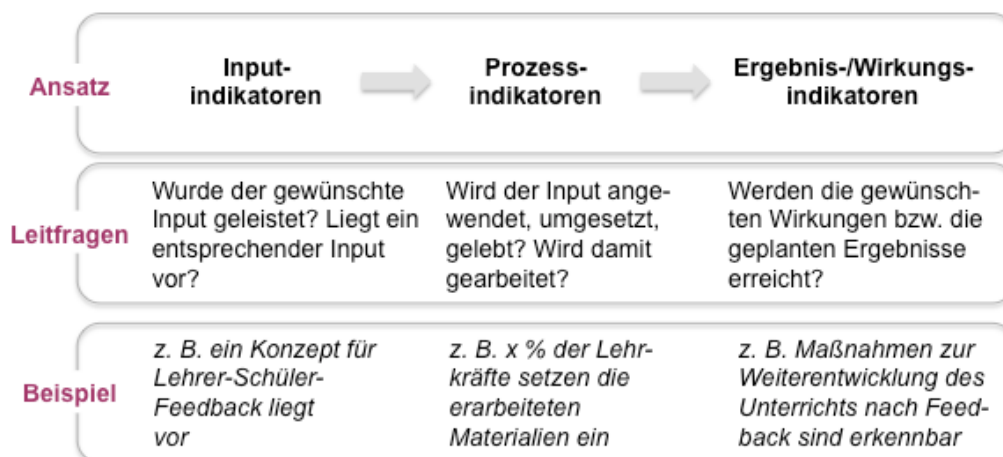 Ansatz
Input-
indikatoren
Prozess-
indikatoren
Ergebnis-/Wirkungs-
indikatoren
Leitfragen
Wurde der gewünschte
Input geleistet? Liegt ein
entsprechender Input
vor?
Wird der Input ange-
wendet, umgesetzt,
gelebt? Wird damit
gearbeitet?
Werden die gewünsch-
ten Wirkungen bzw. die
geplanten Ergebnisse
erreicht?
Beispiel
z. B. ein Konzept für
Lehrer-Schüler-
Feedback liegt
vor
z. B. x % der Lehr-
kräfte setzen die
erarbeiteten
Materialien ein
z. B. Maßnahmen zur
Weiterentwicklung des
Unterrichts nach Feed-
back sind erkennbar